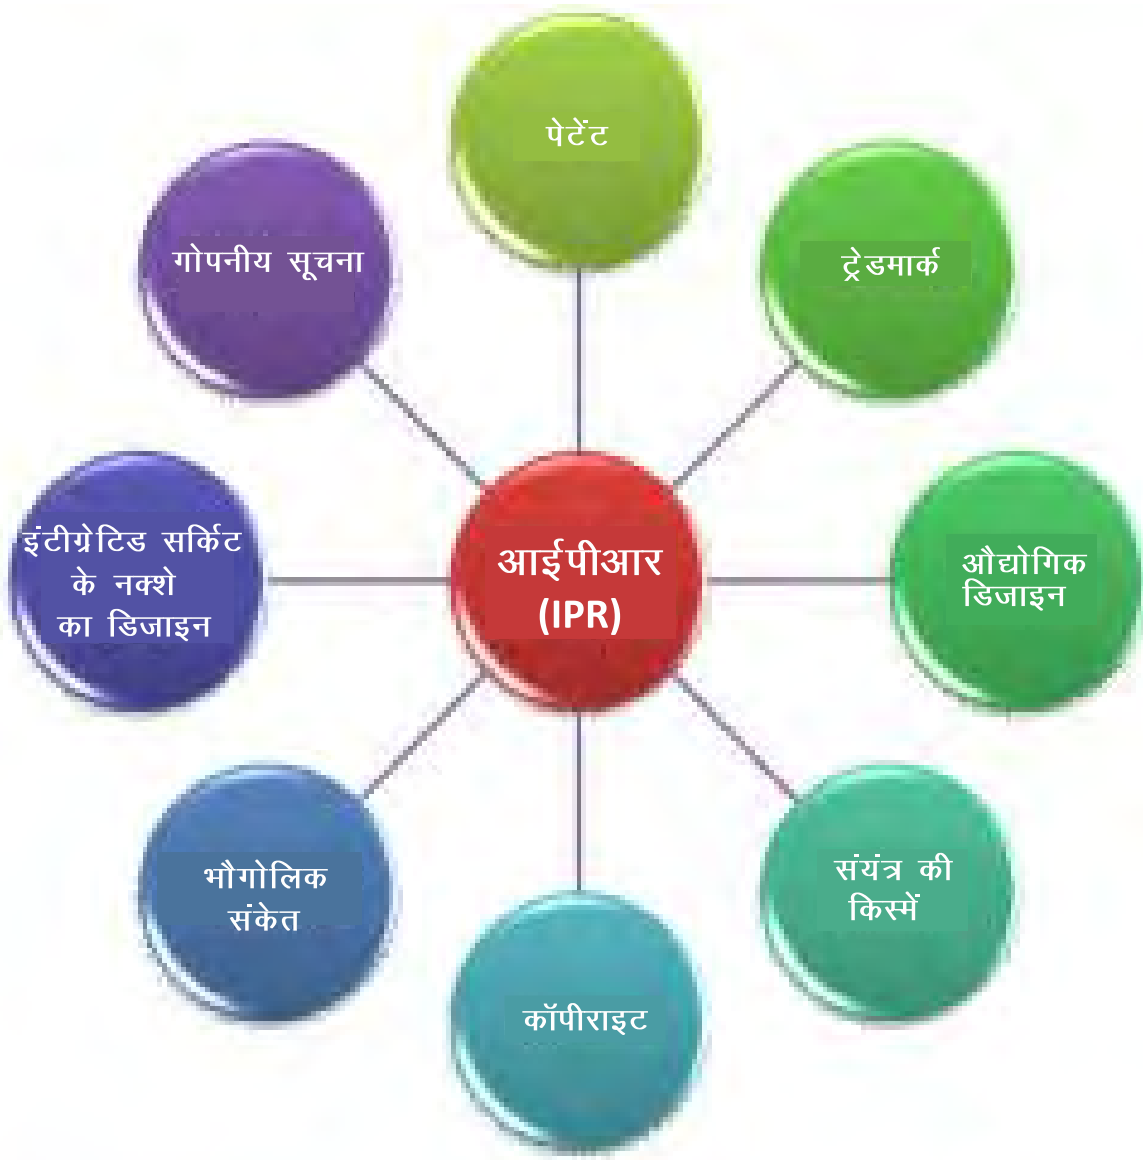 पेटेंट
ट्रेडमार्क
औद्योगिक
डिजाइन
संयंत्र की
किस्में
कॉपीराइट
भौगोलिक
संकेत
इंटीग्रेटिड सर्किट
के नक्शे
का डिजाइन
गोपनीय सूचना
आईपीआर
(IPR)